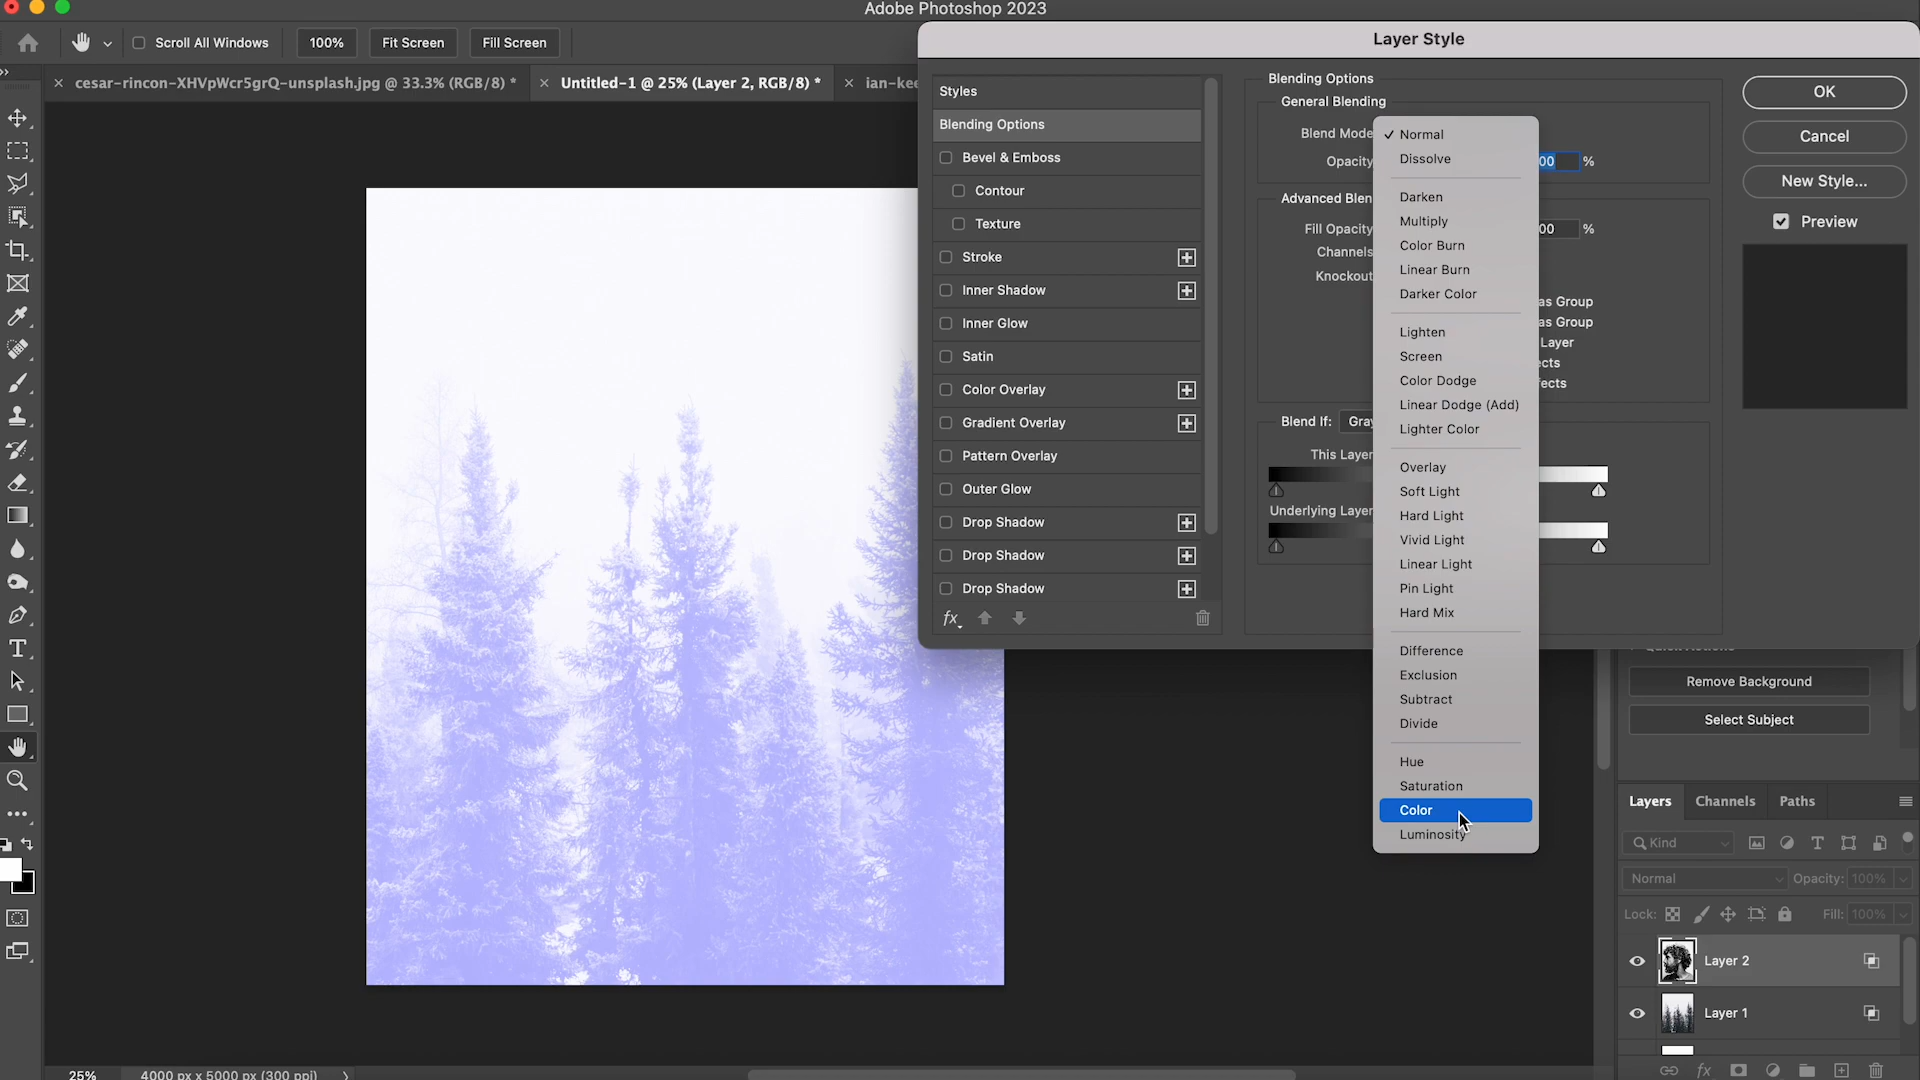 Adobe Photoshop 2023
Scroll All Windows 100% Fit Screen Fill Screen
cesar-rincon-XHVpWcr5grQ-unsplash.jpg @ 33.3% (RGB/8) * Untitled-1 @ 25% (Layer 2, RGB/8) * ian-kee
Layer Style
Styles
Blending Options
Bevel & Emboss
Contour
Texture
Stroke
Inner Shadow
Inner Glow
Satin
Color Overlay
Gradient Overlay
Pattern Overlay
Outer Glow
Drop Shadow
Drop Shadow
Drop Shadow
fx
Blending Options
General Blending
Blend Mode
Opacity 00 %
Advanced Blen
Fill Opacity 00 %
Channels
Knockout
as Group
as Group
Layer
ects
fects
Blend If: Gray
This Layer
Underlying Layer
Normal
Dissolve
Darken
Multiply
Color Burn
Linear Burn
Darker Color
Lighten
Screen
Color Dodge
Linear Dodge (Add)
Lighter Color
Overlay
Soft Light
Hard Light
Vivid Light
Linear Light
Pin Light
Hard Mix
Difference
Exclusion
Subtract
Divide
Hue
Saturation
Color
Luminosity
OK
Cancel
New Style...
Preview
Quick Actions
Remove Background
Select Subject
Layers Channels Paths
Kind
Normal Opacity: 100%
Lock: Fill: 100%
Layer 2
Layer 1
fx
25% 4000 px x 5000 px (300 ppi)